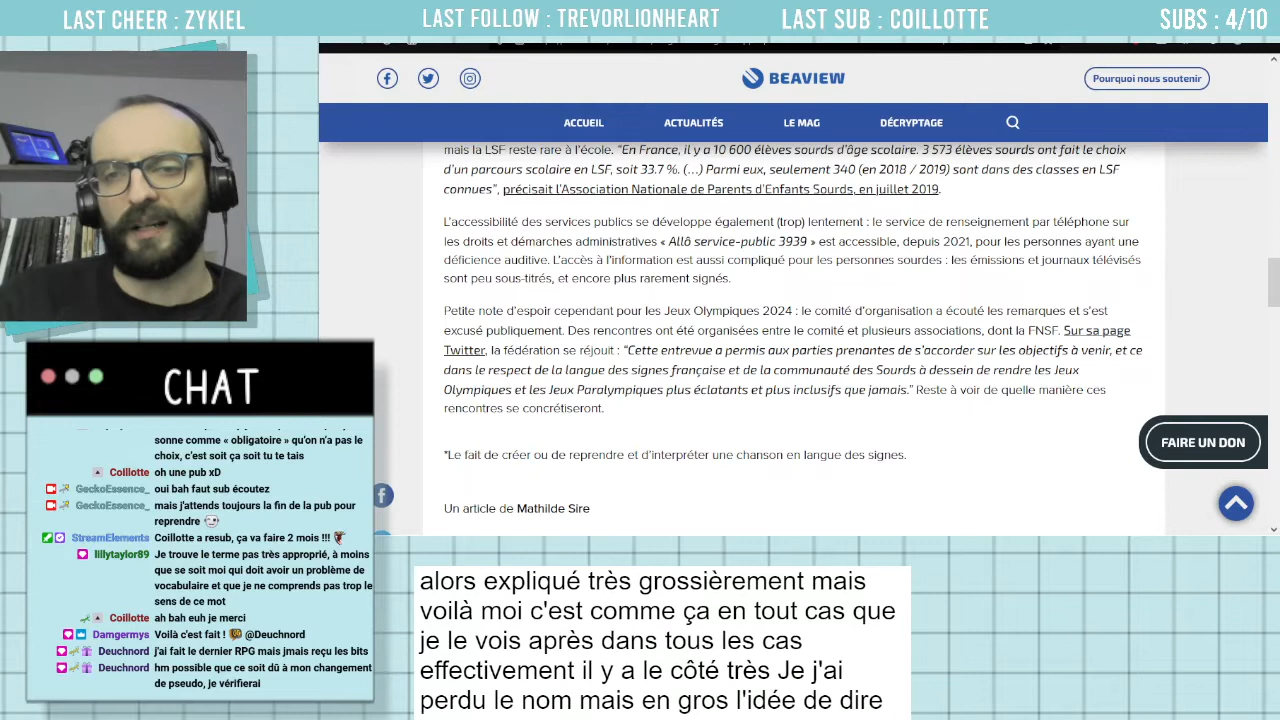 LAST CHEER : ZYKIEL
LAST FOLLOW : TREVORLIONHEART
LAST SUB : COILLOTTE
SUBS : 4/10
BEAVIEW
Pourquoi nous soutenir
ACCUEIL
ACTUALITÉS
LE MAG
DÉCRYPTAGE
mais la LSF reste rare à l'école. “En France, il y a 10 600 élèves sourds d'âge scolaire. 3 573 élèves sourds ont fait le choix
d'un parcours scolaire en LSF, soit 33.7 %. (…) Parmi eux, seulement 340 (en 2018 / 2019) sont dans des classes en LSF
connues”, précisait l'Association Nationale de Parents d'Enfants Sourds, en juillet 2019.
L'accessibilité des services publics se développe également (trop) lentement : le service de renseignement par téléphone sur
les droits et démarches administratives « Allô service-public 3939 » est accessible, depuis 2021, pour les personnes ayant une
déficience auditive. L'accès à l'information est aussi compliqué pour les personnes sourdes : les émissions et journaux télévisés
sont peu sous-titrés, et encore plus rarement signés.
Petite note d'espoir cependant pour les Jeux Olympiques 2024 : le comité d'organisation a écouté les remarques et s'est
excusé publiquement. Des rencontres ont été organisées entre le comité et plusieurs associations, dont la FNSF. Sur sa page
Twitter, la fédération se réjouit : “Cette entrevue a permis aux parties prenantes de s'accorder sur les objectifs à venir, et ce
dans le respect de la langue des signes française et de la communauté des Sourds à dessein de rendre les Jeux
Olympiques et les Jeux Paralympiques plus éclatants et plus inclusifs que jamais.” Reste à voir de quelle manière ces
rencontres se concrétiseront.
*Le fait de créer ou de reprendre et d'interpréter une chanson en langue des signes.
Un article de Mathilde Sire
FAIRE UN DON
CHAT
sonne comme « obligatoire » qu'on n'a pas le
choix, c'est soit ça soit tu te tais
Coillotte oh une pub xD
GeckoEssence_ oui bah faut sub écoutez
GeckoEssence_ mais j'attends toujours la fin de la pub pour
reprendre
StreamElements Coillotte a resub, ça va faire 2 mois !!!
lillytaylor89 Je trouve le terme pas très approprié, à moins
que se soit moi qui doit avoir un problème de
vocabulaire et que je ne comprends pas trop le
sens de ce mot
Coillotte ah bah euh je merci
Damgermys Voilà c'est fait ! @Deuchnord
Deuchnord j'ai fait le dernier RPG mais jmais reçu les bits
Deuchnord hm possible que ce soit dû à mon changement
de pseudo, je vérifierai
alors expliqué très grossièrement mais
voilà moi c'est comme ça en tout cas que
je le vois après dans tous les cas
effectivement il y a le côté très Je j'ai
perdu le nom mais en gros l'idée de dire